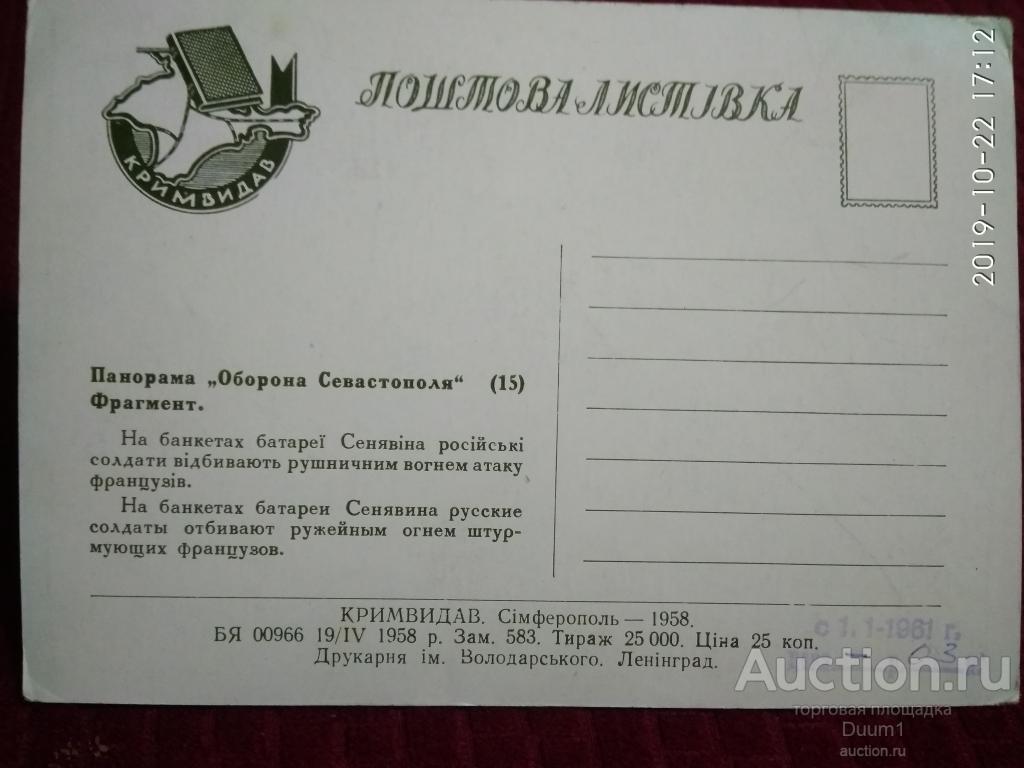 КРИМВИДАВ
ПОШТОВА ЛИСТІВКА
2019-10-22 17:12
Панорама „Оборона Севастополя“ (15)
Фрагмент.
На банкетах батареї Сенявіна російські
солдати відбивають рушничним вогнем атаку
французів.
На банкетах батареи Сенявина русские
солдаты отбивают ружейным огнем штур-
мующих французов.
КРИМВИДАВ. Сімферополь — 1958.
БЯ 00966 19/IV 1958 р. Зам. 583. Тираж 25 000. Ціна 25 коп.
Друкарня ім. Володарського. Ленінград.
с 1. 1-1961 г.
Auction.ru
торговая площадка
Duum1
auction.ru